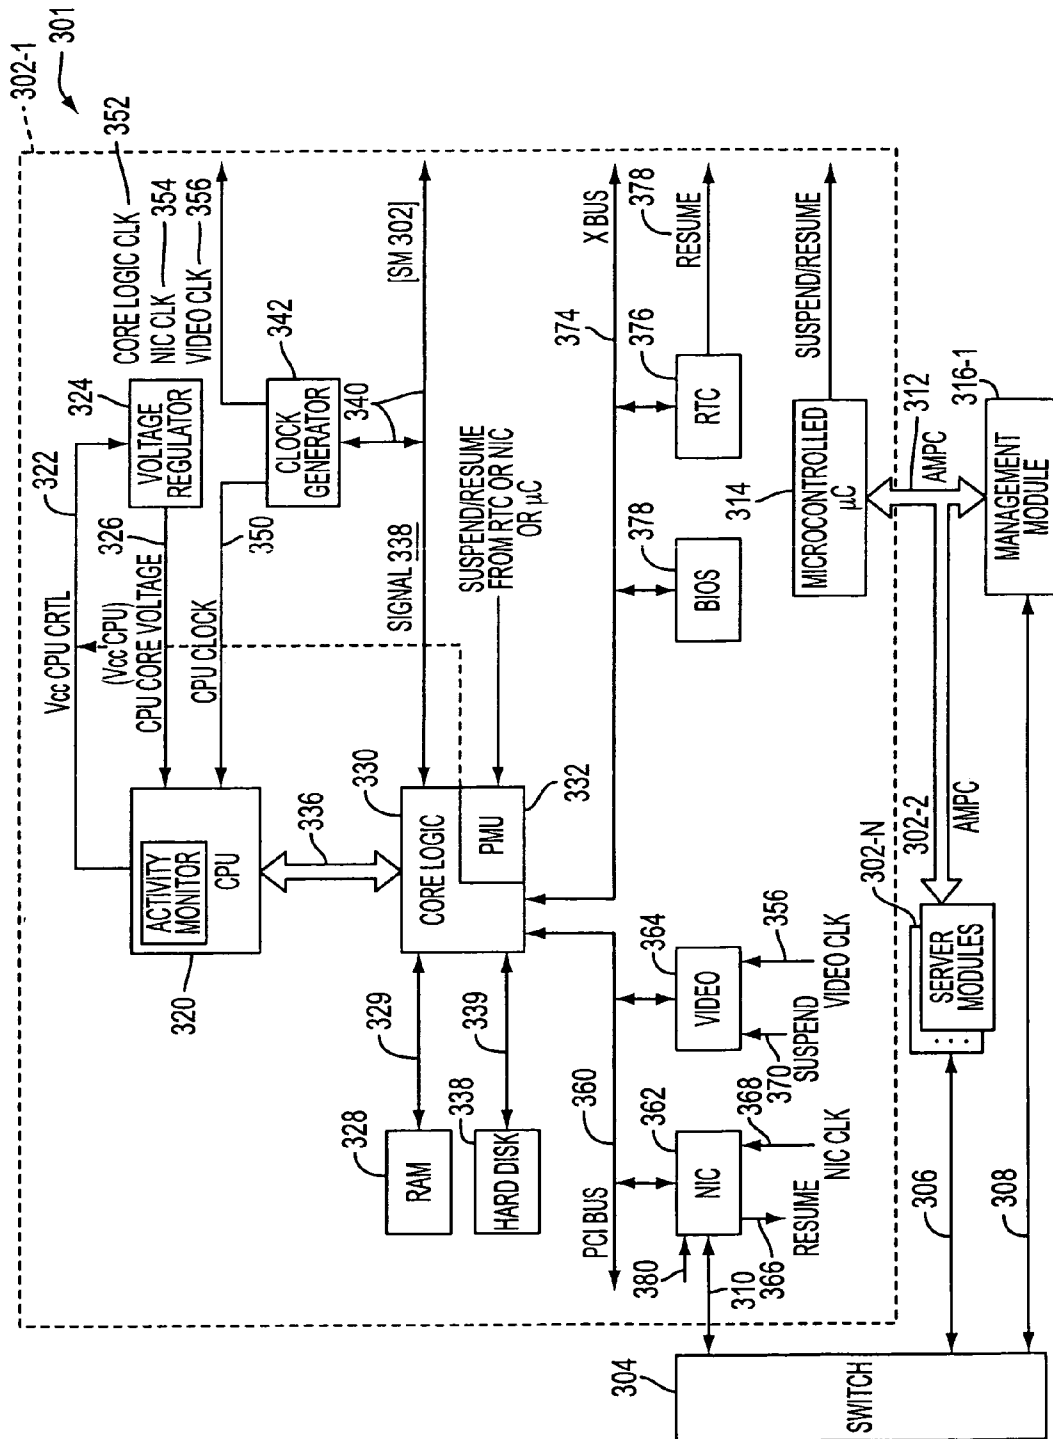 302-1
301
CORE LOGIC CLK 352
NIC CLK 354
VIDEO CLK 356
322
Vcc CPU CRTL
324
VOLTAGE
REGULATOR
326
(Vcc CPU)
CPU CORE VOLTAGE
350
CPU CLOCK
342
CLOCK
GENERATOR
340
[SM 302]
SIGNAL 338
SUSPEND/RESUME
FROM RTC OR NIC
OR μC
ACTIVITY
MONITOR
CPU
320
336
330
CORE LOGIC
PMU
332
328
RAM
329
338
HARD DISK
339
PCI BUS
360
374
X BUS
362
NIC
380
310
366
RESUME
368
NIC CLK
364
VIDEO
370
SUSPEND
356
VIDEO CLK
378
BIOS
376
RTC
378
RESUME
314
MICROCONTROLLED
μC
SUSPEND/RESUME
312
AMPC
316-1
MANAGEMENT
MODULE
302-2
AMPC
302-N
SERVER
MODULES
...
306
308
304
SWITCH